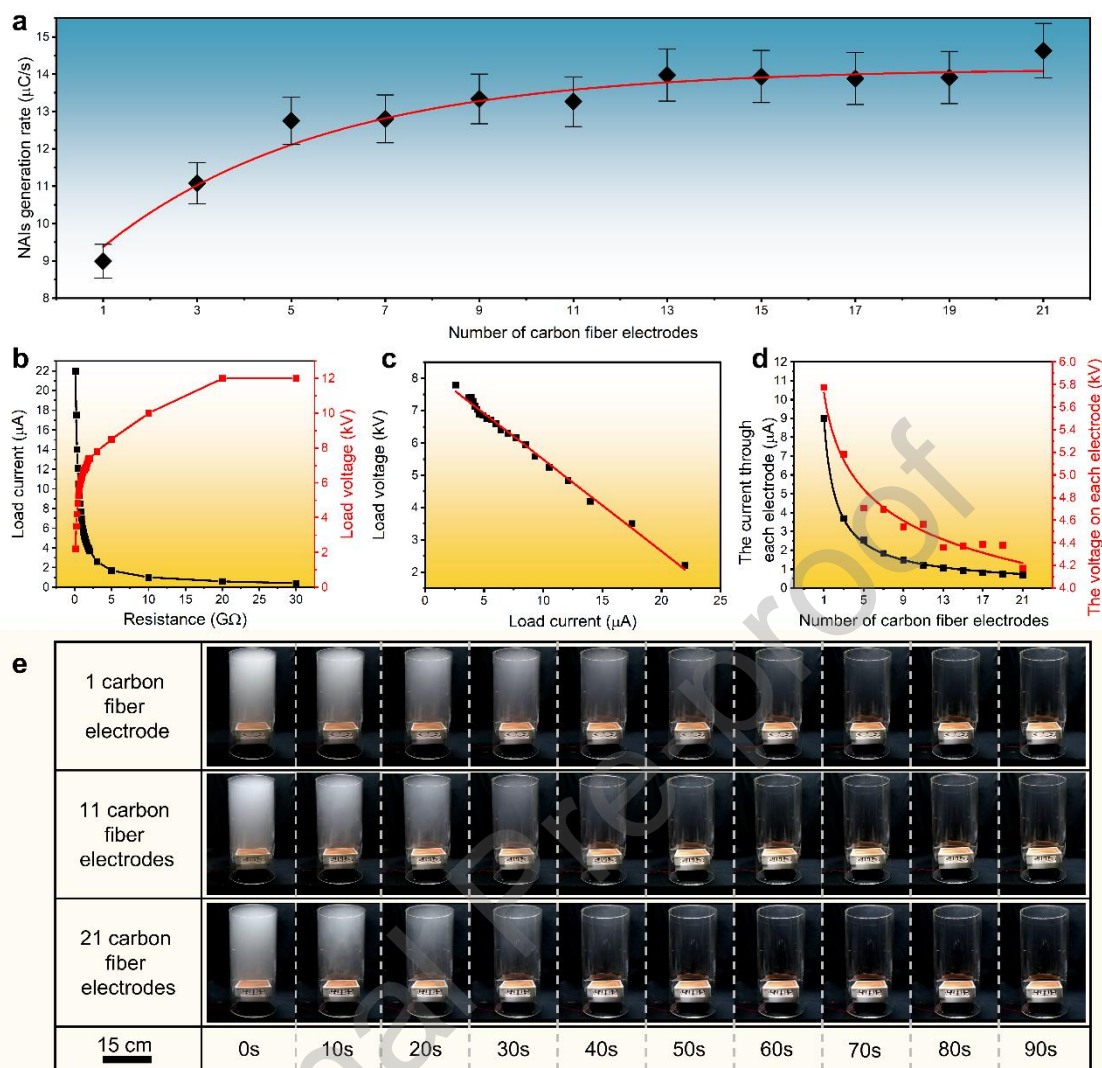 a
NAIs generation rate (μC/s)
15
14
13
12
11
10
9
8
1 3 5 7 9 11 13 15 17 19 21
Number of carbon fiber electrodes
b
Load current (μA)
22
20
18
16
14
12
10
8
6
4
2
0
0 5 10 15 20 25 30
Resistance (GΩ)
12
10
8
6
4
2
0
Load voltage (kV)
c
Load voltage (kV)
8
7
6
5
4
3
2
0 5 10 15 20 25
Load current (μA)
d
The current through
each electrode (μA)
12
11
10
9
8
7
6
5
4
3
2
1
0
1 5 9 13 17 21
Number of carbon fiber electrodes
6.0
5.8
5.6
5.4
5.2
5.0
4.8
4.6
4.4
4.2
4.0
The voltage on each electrode (kV)
e
1 carbon
fiber
electrode
11 carbon
fiber
electrodes
21 carbon
fiber
electrodes
15 cm
0s 10s 20s 30s 40s 50s 60s 70s 80s 90s
nal Pre-proof